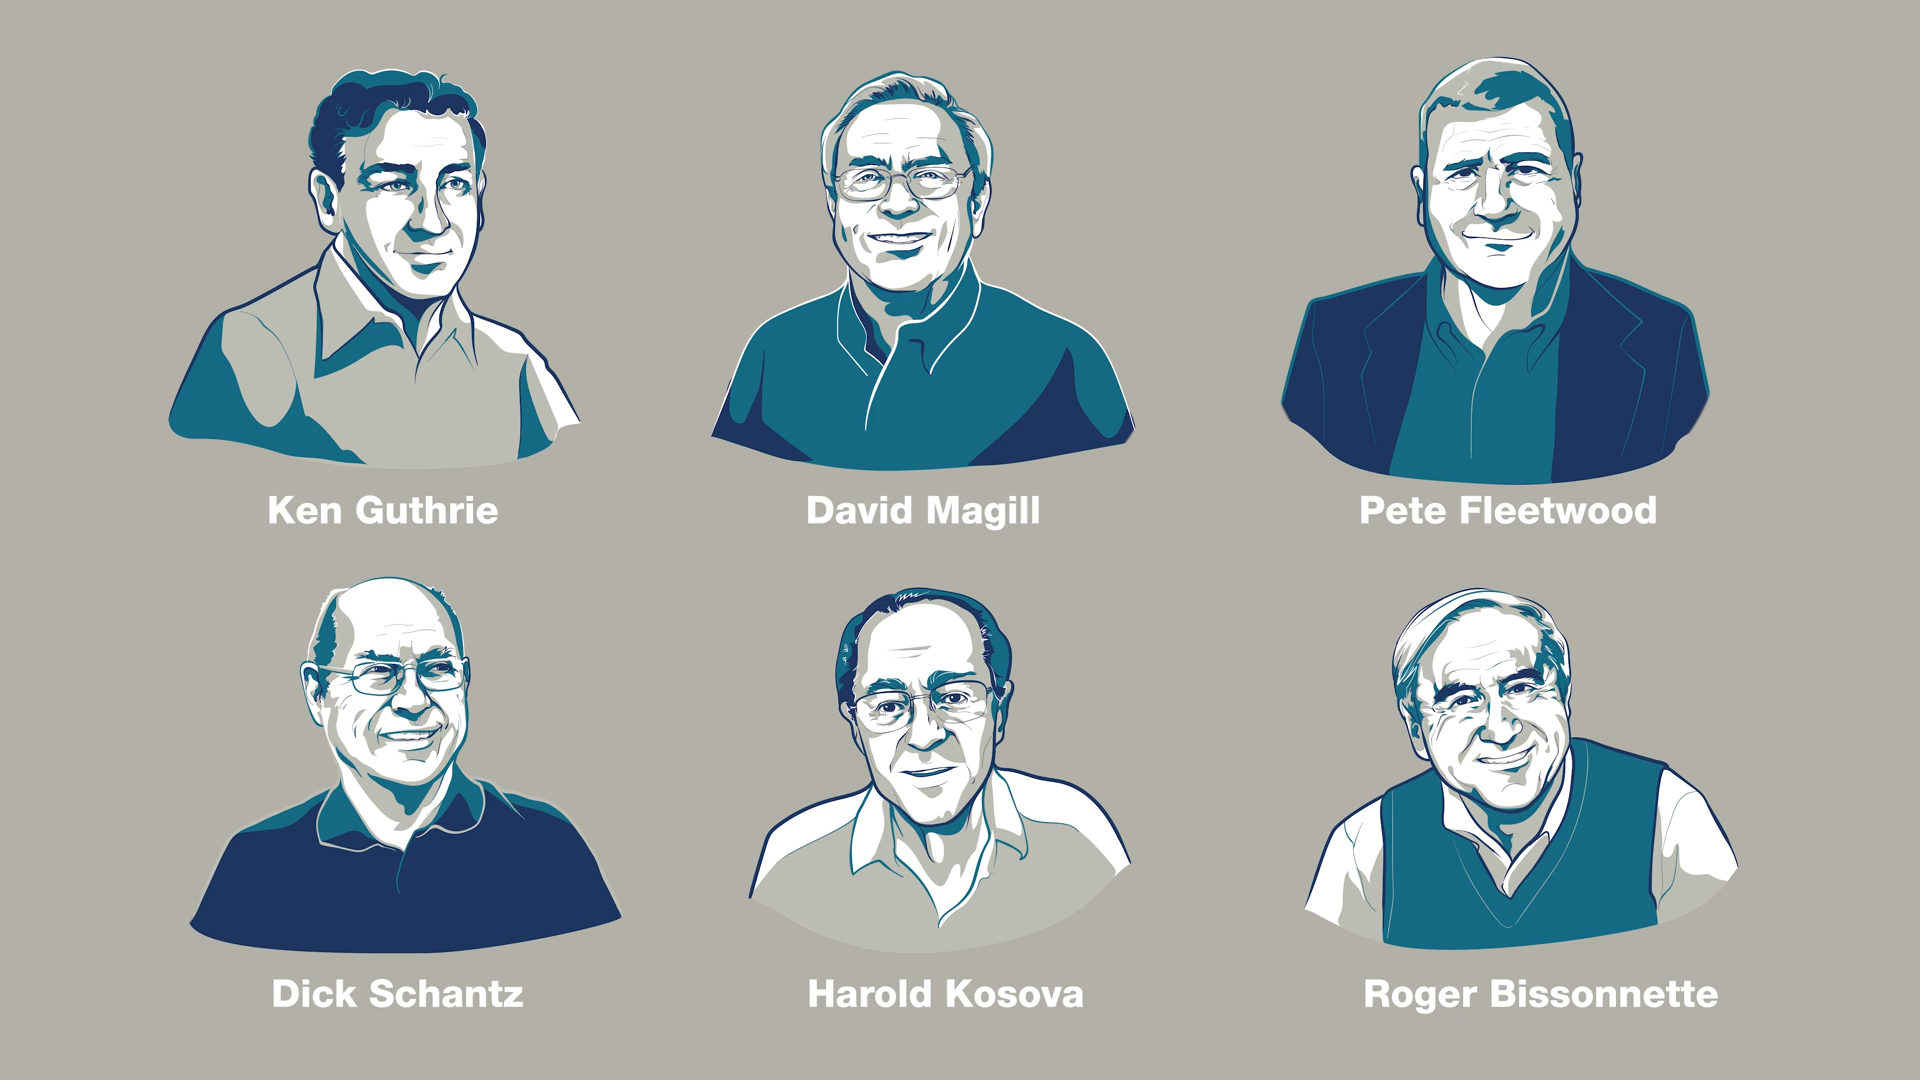 Ken Guthrie
David Magill
Pete Fleetwood
Dick Schantz
Harold Kosova
Roger Bissonnette